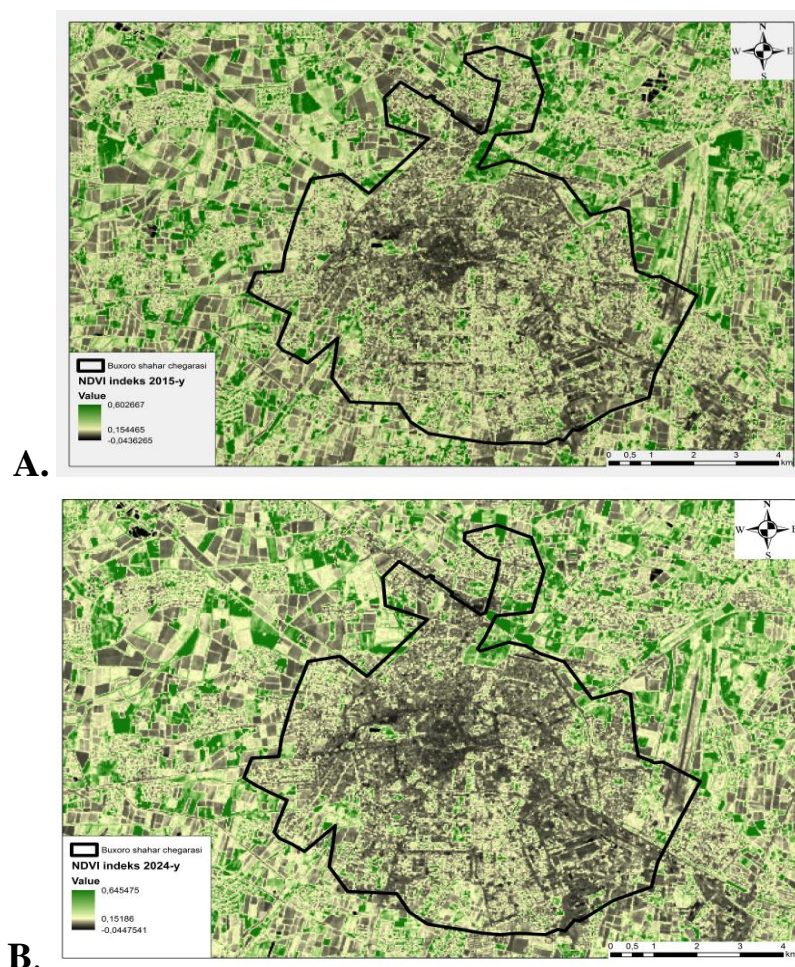 N
W E
S
Buxoro shahar chegarasi
NDVI indeks 2015-y
Value
0,602667
0,154465
-0,0436265
0 0,5 1 2 3 4
km
A.
N
W E
S
Buxoro shahar chegarasi
NDVI indeks 2024-y
Value
0,645475
0,15186
-0,0447541
0 0,5 1 2 3 4
km
B.